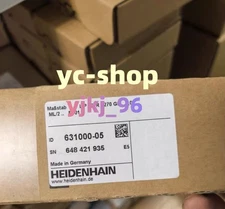 yc-shop
Maßstab
ML/2
yjkj_96
ID 631000-05
SN 648 421 935 E5
Made in Germany
HEIDENHAIN
www.heidenhain.de